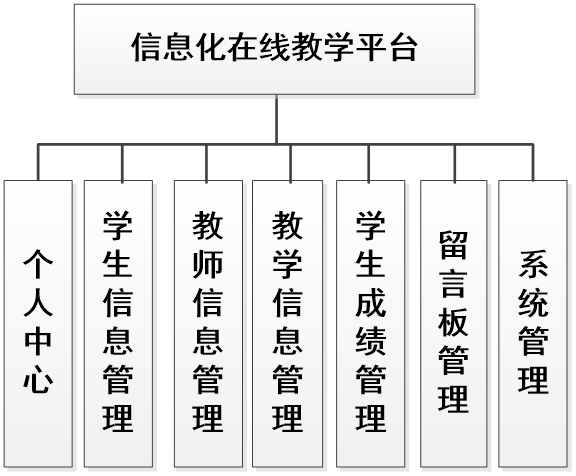 信息化在线教学平台
个人中心
学生信息管理
教师信息管理
教学信息管理
学生成绩管理
留言板管理
系统管理